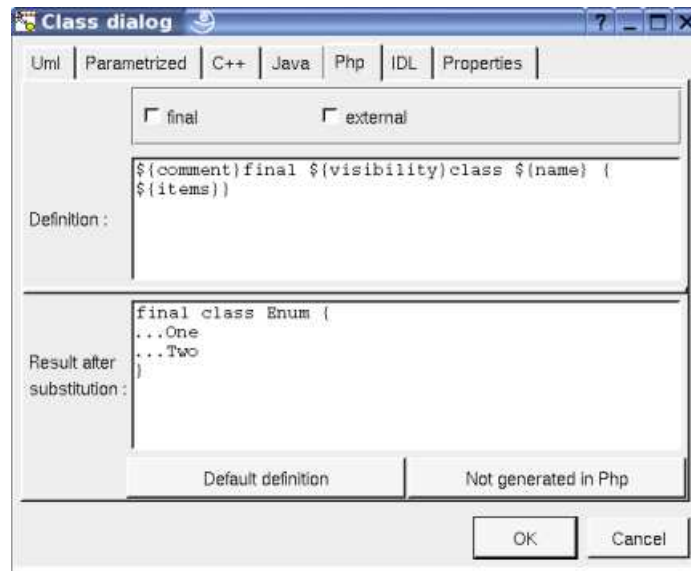 Class dialog
Uml Parametrized C++ Java Php IDL Properties
final external
Definition :
${comment}final ${visibility}class ${name} {
${items}}
Result after
substitution :
final class Enum {
...One
...Two
}
Default definition Not generated in Php
OK Cancel